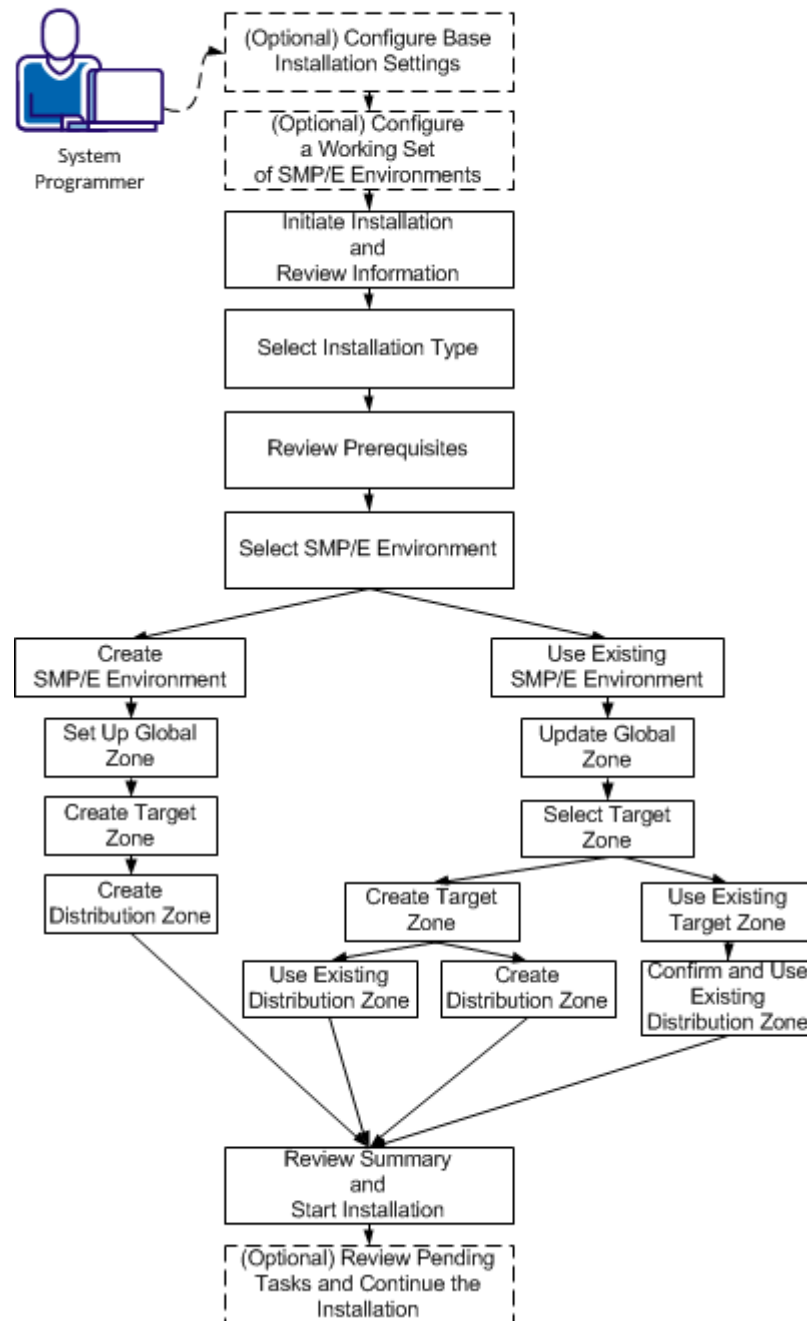 (Optional) Configure Base
Installation Settings
System
Programmer
(Optional) Configure
a Working Set
of SMP/E Environments
Initiate Installation
and
Review Information
Select Installation Type
Review Prerequisites
Select SMP/E Environment
Create
SMP/E Environment
Use Existing
SMP/E Environment
Set Up Global
Zone
Update Global
Zone
Create Target
Zone
Select Target
Zone
Create
Distribution Zone
Create Target
Zone
Use Existing
Target Zone
Use Existing
Distribution Zone
Create
Distribution Zone
Confirm and Use
Existing
Distribution Zone
Review Summary
and
Start Installation
(Optional) Review Pending
Tasks and Continue the
Installation